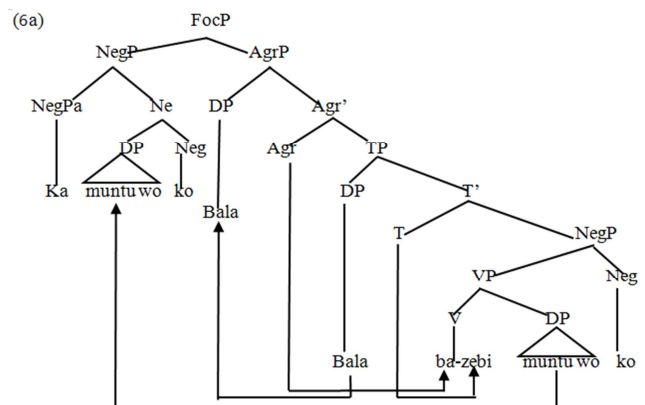 (6a) FocP
NegP AgrP
NegPa Ne DP Agr’
DP Neg Agr TP
Ka muntu wo ko DP T’
Bala
T NegP
VP Neg
V DP
Bala ba-zebi muntu wo ko